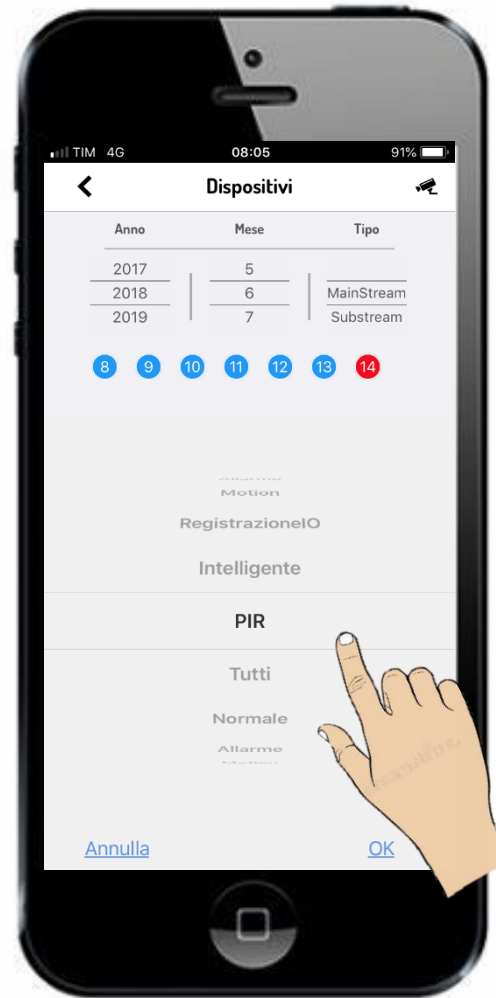 TIM 4G 08:05 91%
Dispositivi
Anno Mese Tipo
2017 5
2018 6 MainStream
2019 7 Substream
8 9 10 11 12 13 14
Motion
RegistrazioneIO
Intelligente
PIR
Tutti
Normale
Allarme
Annulla OK